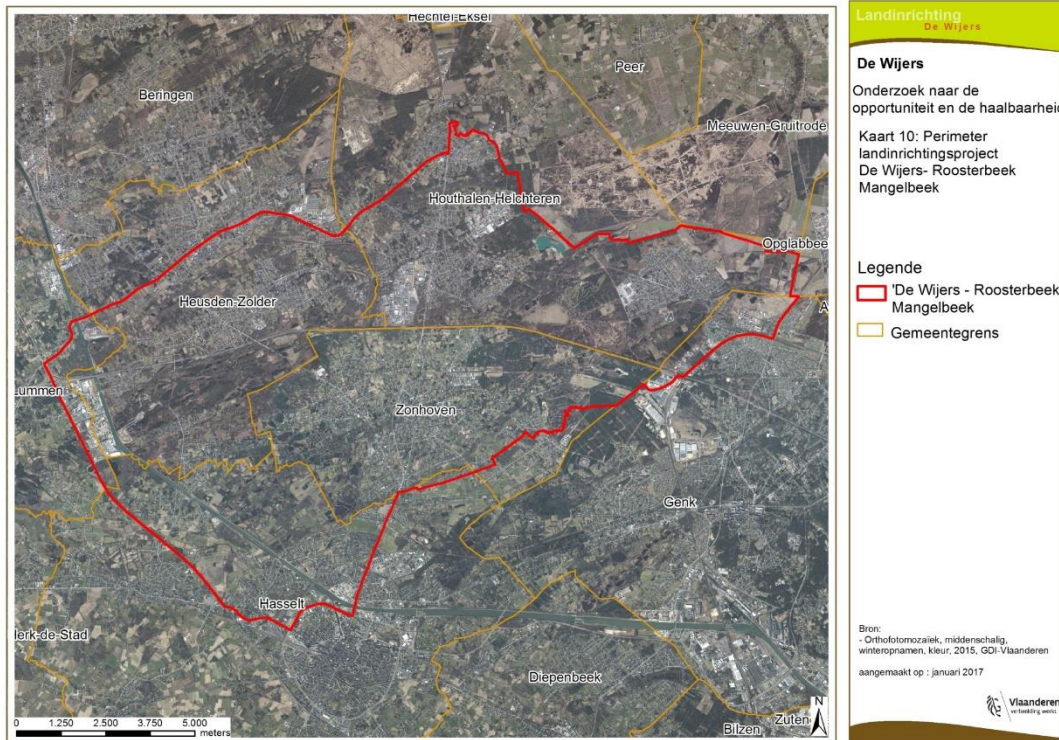 Hechtel-Eksel
Peer
Beringen
Meeuwen-Gruitrode
Houthalen-Helchteren
Opglabbee
Heusden-Zolder
A
Lummen
Zonhoven
Genk
Hasselt
Herk-de-Stad
Diepenbeek
Bilzen
Zuten
N
0 1.250 2.500 3.750 5.000
meters
Landinrichting
De Wijers
De Wijers
Onderzoek naar de
opportuniteit en de haalbaarheid
Kaart 10: Perimeter
landinrichtingsproject
De Wijers- Roosterbeek
Mangelbeek
Legende
'De Wijers - Roosterbeek
Mangelbeek
Gemeentegrens
Bron:
- Orthofotomozaïek, middenschalig,
winteropnamen, kleur, 2015, GDI-Vlaanderen
aangemaakt op : januari 2017
Vlaanderen
verbeelding werkt